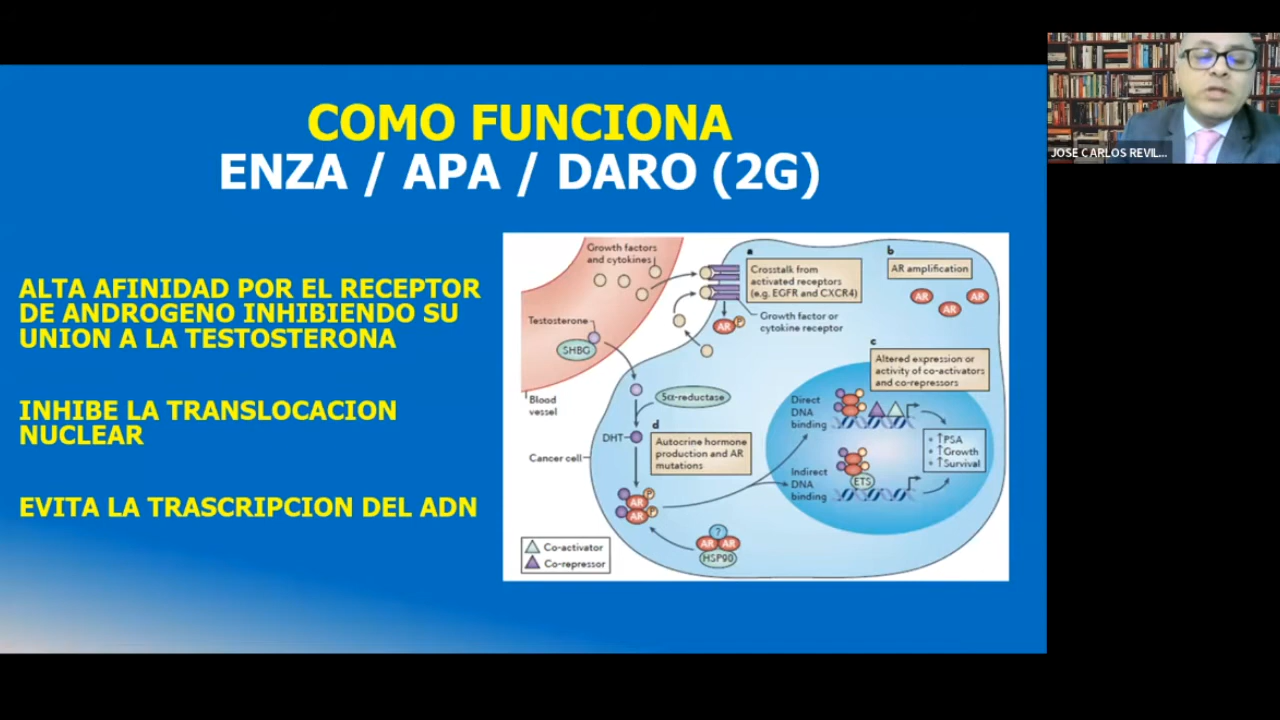 COMO FUNCIONA
ENZA / APA / DARO (2G)
JOSE CARLOS REVIL...
ALTA AFINIDAD POR EL RECEPTOR
DE ANDROGENO INHIBIENDO SU
UNION A LA TESTOSTERONA
INHIBE LA TRANSLOCACION
NUCLEAR
EVITA LA TRASCRIPCION DEL ADN
Growth factors
and cytokines
Testosterone
SHBG
Blood
vessel
a
Crosstalk from
activated receptors
(e.g. EGFR and CXCR4)
Growth factor or
cytokine receptor
AR P
b
AR amplification
AR
AR
AR
c
Altered expression or
activity of co-activators
and co-repressors
5α-reductase
DHT
Cancer cell
d
Autocrine hormone
production and AR
mutations
Direct
DNA
binding
Indirect
DNA
binding
ETS
• ↑PSA
• ↑Growth
• ↑Survival
AR P
AR P
?
AR AR
HSP90
Co-activator
Co-repressor